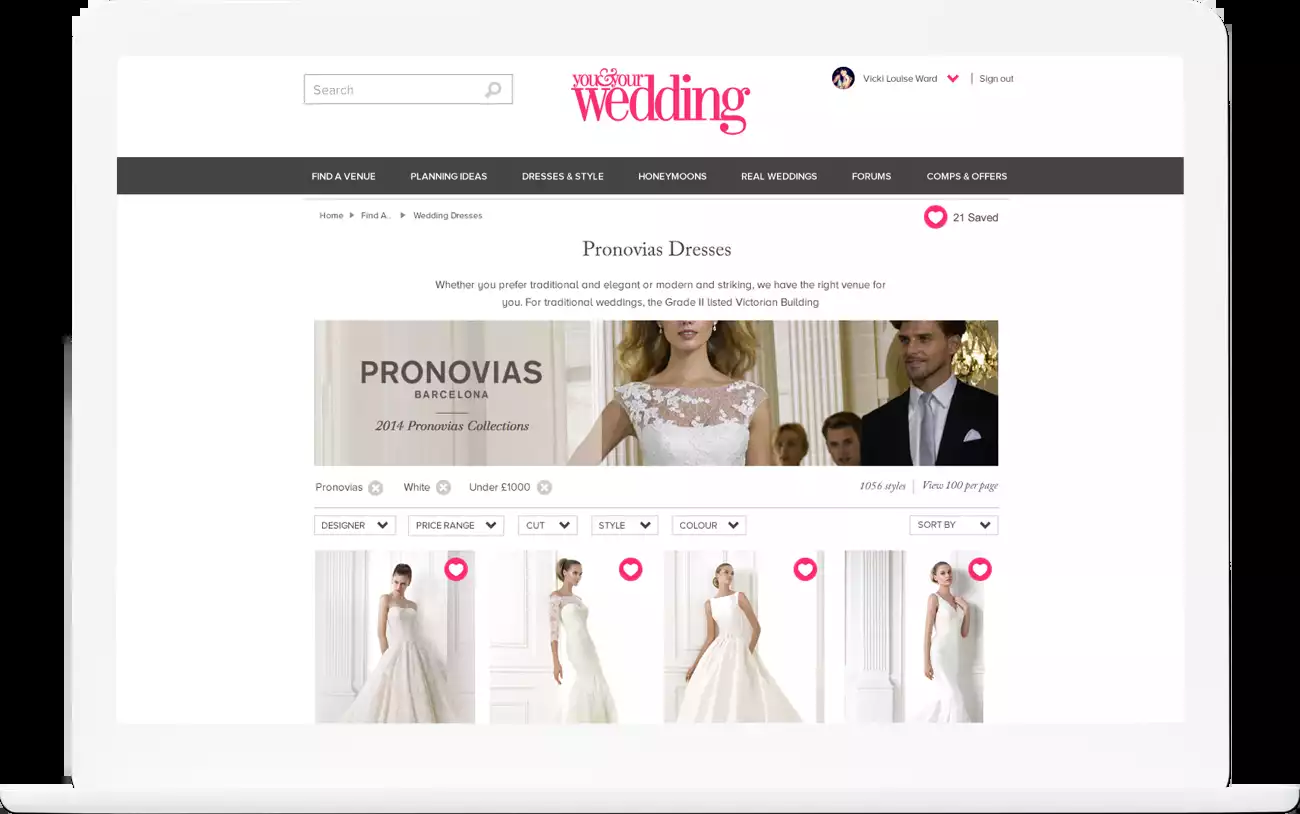 Search
you&your
wedding
Vicki Louise Ward | Sign out
FIND A VENUE PLANNING IDEAS DRESSES & STYLE HONEYMOONS REAL WEDDINGS FORUMS COMPS & OFFERS
Home Find A.. Wedding Dresses
21 Saved
Pronovias Dresses
Whether you prefer traditional and elegant or modern and striking, we have the right venue for
you. For traditional weddings, the Grade II listed Victorian Building
PRONOVIAS
BARCELONA
2014 Pronovias Collections
Pronovias White Under £1000
1056 styles | View 100 per page
DESIGNER PRICE RANGE CUT STYLE COLOUR SORT BY